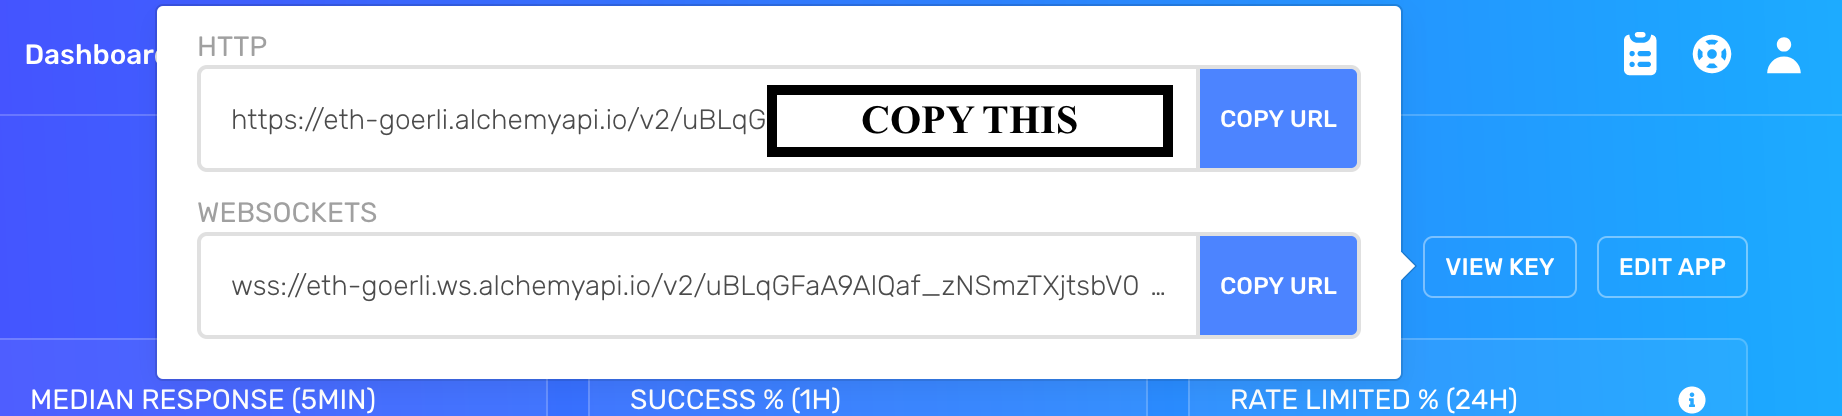 Dashboar
HTTP
https://eth-goerli.alchemyapi.io/v2/uBLqG
COPY THIS
COPY URL
WEBSOCKETS
wss://eth-goerli.ws.alchemyapi.io/v2/uBLqGFaA9AlQaf_zNSmzTXjtsbV0 ...
COPY URL
VIEW KEY
EDIT APP
MEDIAN RESPONSE (5MIN)
SUCCESS % (1H)
RATE LIMITED % (24H)